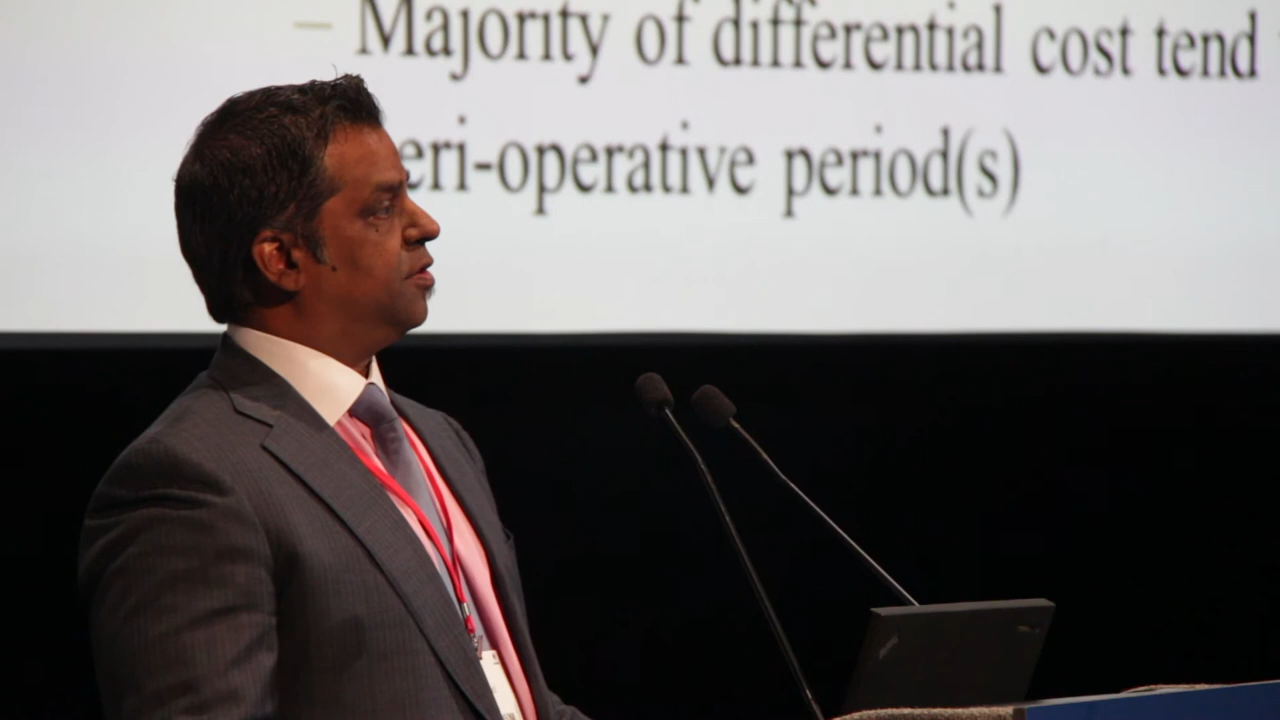 – Majority of differential cost tend
eri-operative period(s)